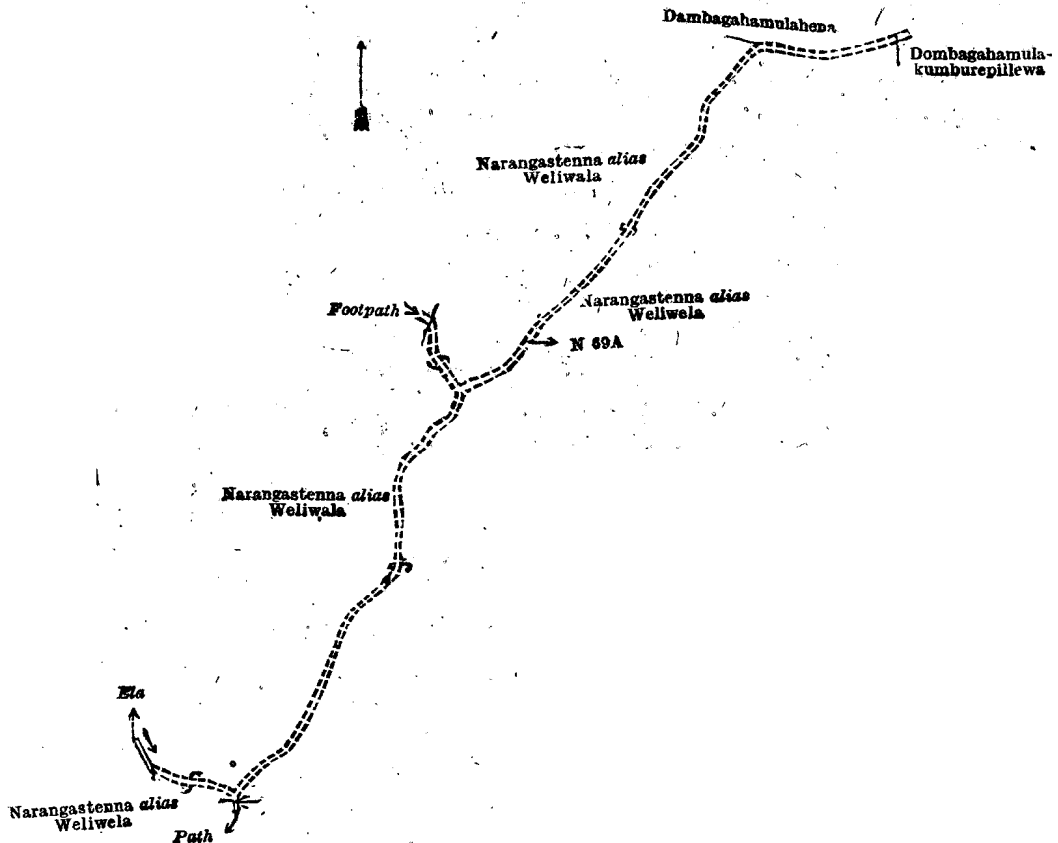 Dambagahamulahena
Dombagahamula-
kumburepillewa
Narangastenna alias
Weliwala
Narangastenna alias
Weliwela
Footpath
N 69A
Narangastenna alias
Weliwala
Ela
Narangastenna alias
Weliwela
Path